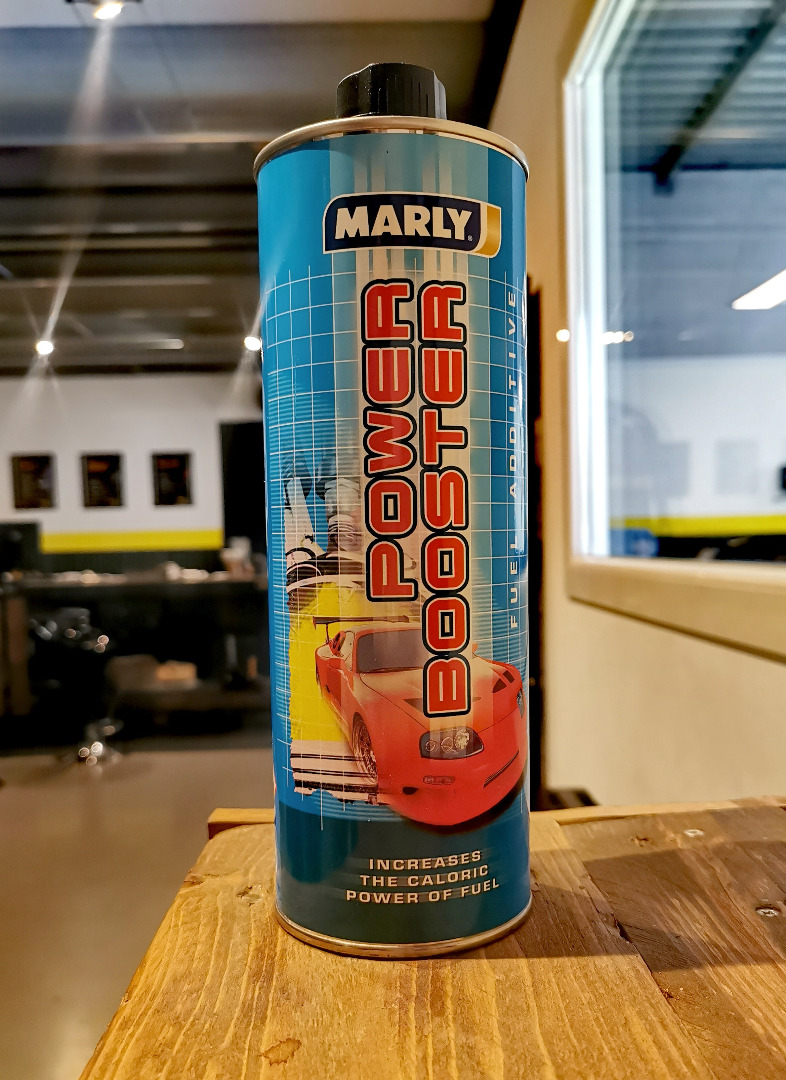 MARLY®
POWER
BOOSTER
FUEL ADDITIVE
INCREASES
THE CALORIC
POWER OF FUEL